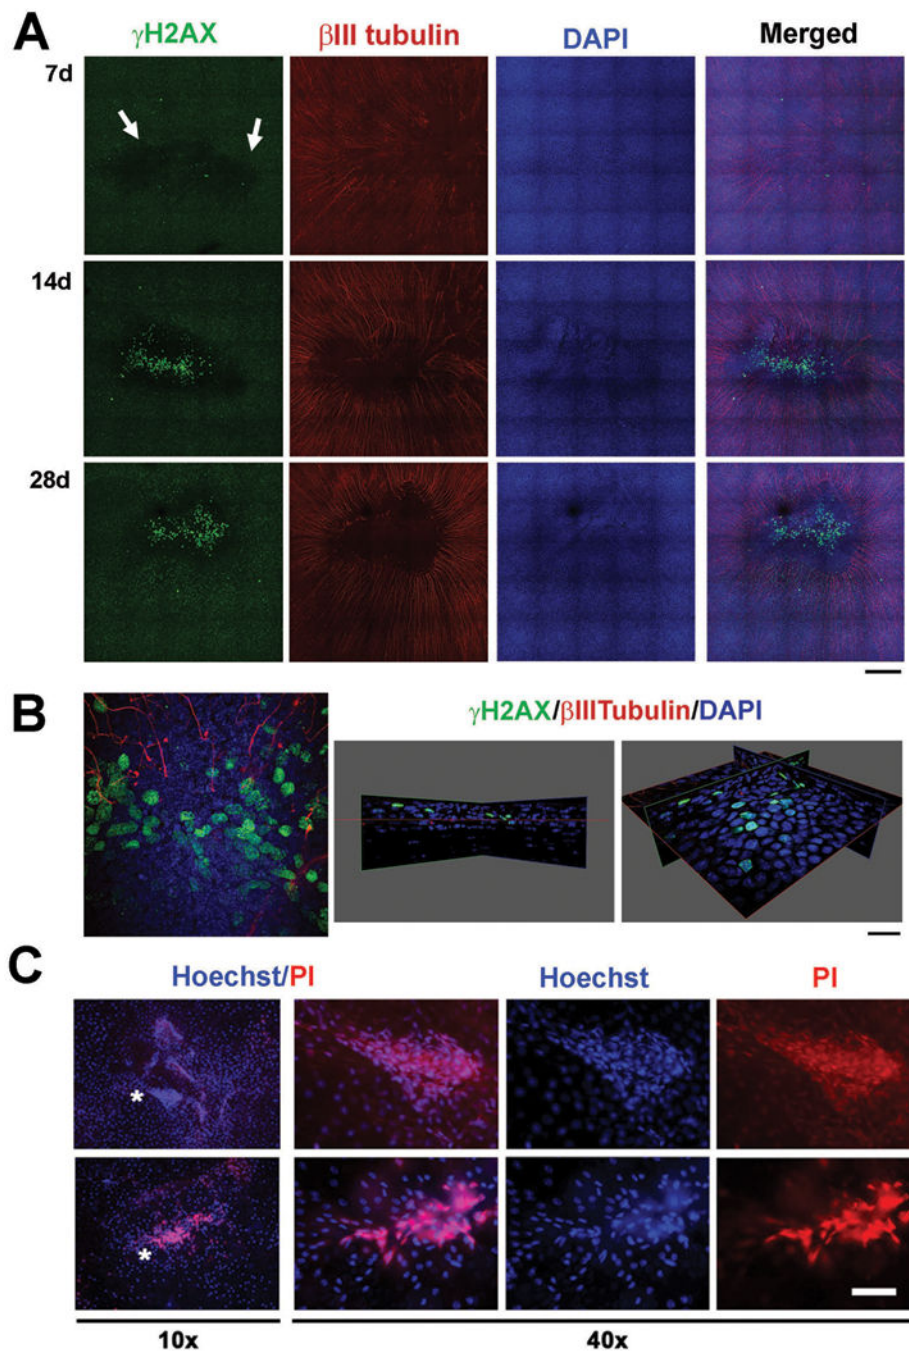 A
γH2AX βIII tubulin DAPI Merged
7d
14d
28d
B
γH2AX/βIIITubulin/DAPI
C
Hoechst/PI Hoechst PI
*
*
10x 40x